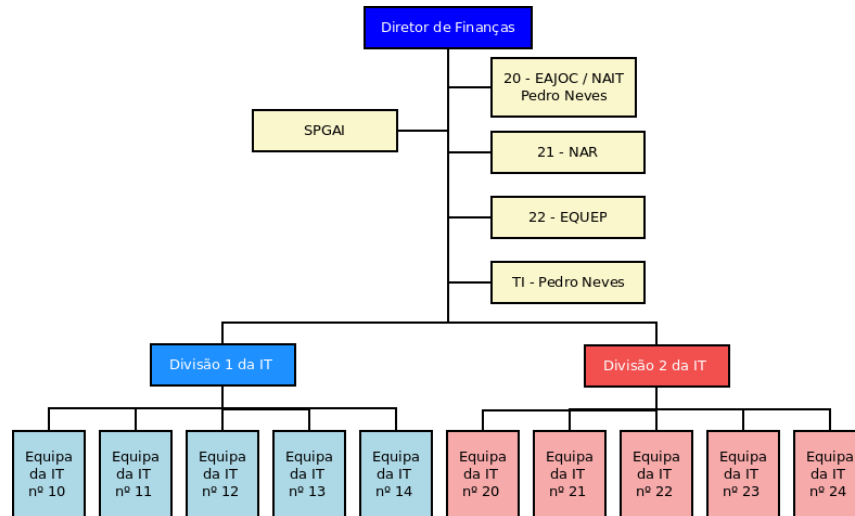 Diretor de Finanças
20 - EAJOC / NAIT
Pedro Neves
SPGAI
21 - NAR
22 - EQUEP
TI - Pedro Neves
Divisão 1 da IT
Divisão 2 da IT
Equipa
da IT
nº 10
Equipa
da IT
nº 11
Equipa
da IT
nº 12
Equipa
da IT
nº 13
Equipa
da IT
nº 14
Equipa
da IT
nº 20
Equipa
da IT
nº 21
Equipa
da IT
nº 22
Equipa
da IT
nº 23
Equipa
da IT
nº 24